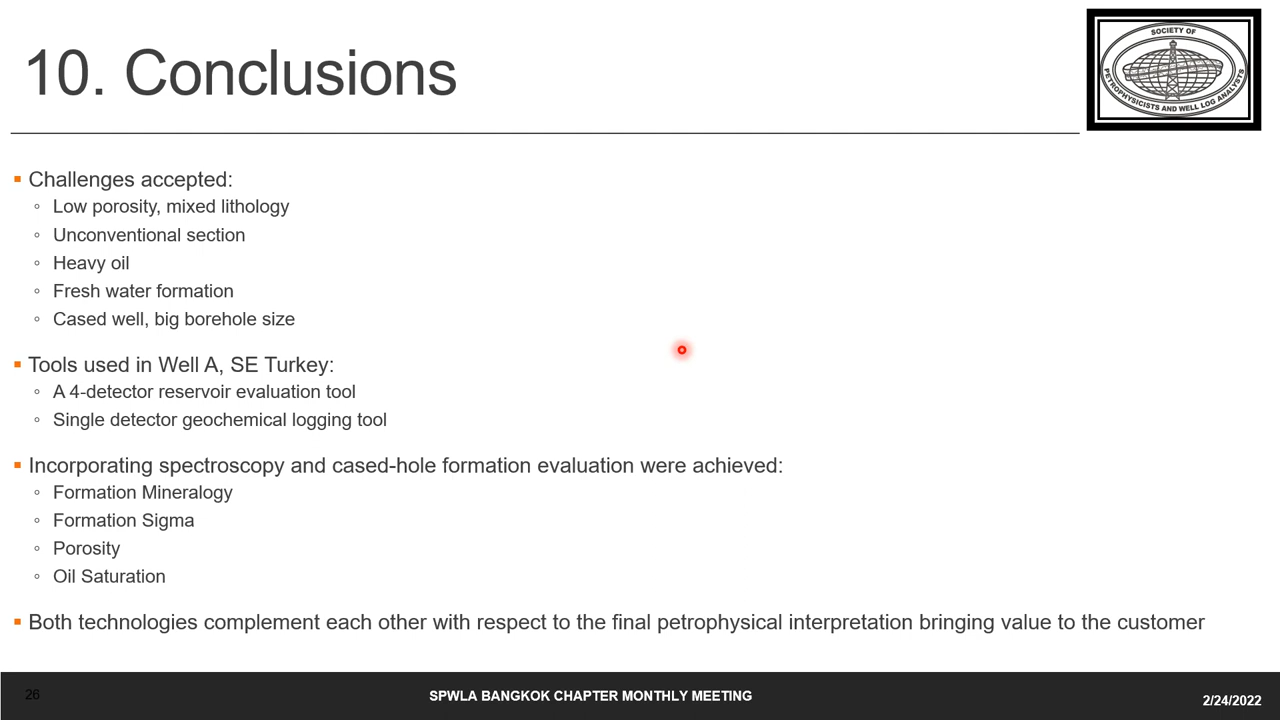 10. Conclusions
SOCIETY OF
PETROPHYSICISTS AND WELL LOG ANALYSTS
Challenges accepted:
Low porosity, mixed lithology
Unconventional section
Heavy oil
Fresh water formation
Cased well, big borehole size
Tools used in Well A, SE Turkey:
A 4-detector reservoir evaluation tool
Single detector geochemical logging tool
Incorporating spectroscopy and cased-hole formation evaluation were achieved:
Formation Mineralogy
Formation Sigma
Porosity
Oil Saturation
Both technologies complement each other with respect to the final petrophysical interpretation bringing value to the customer
26
SPWLA BANGKOK CHAPTER MONTHLY MEETING
2/24/2022